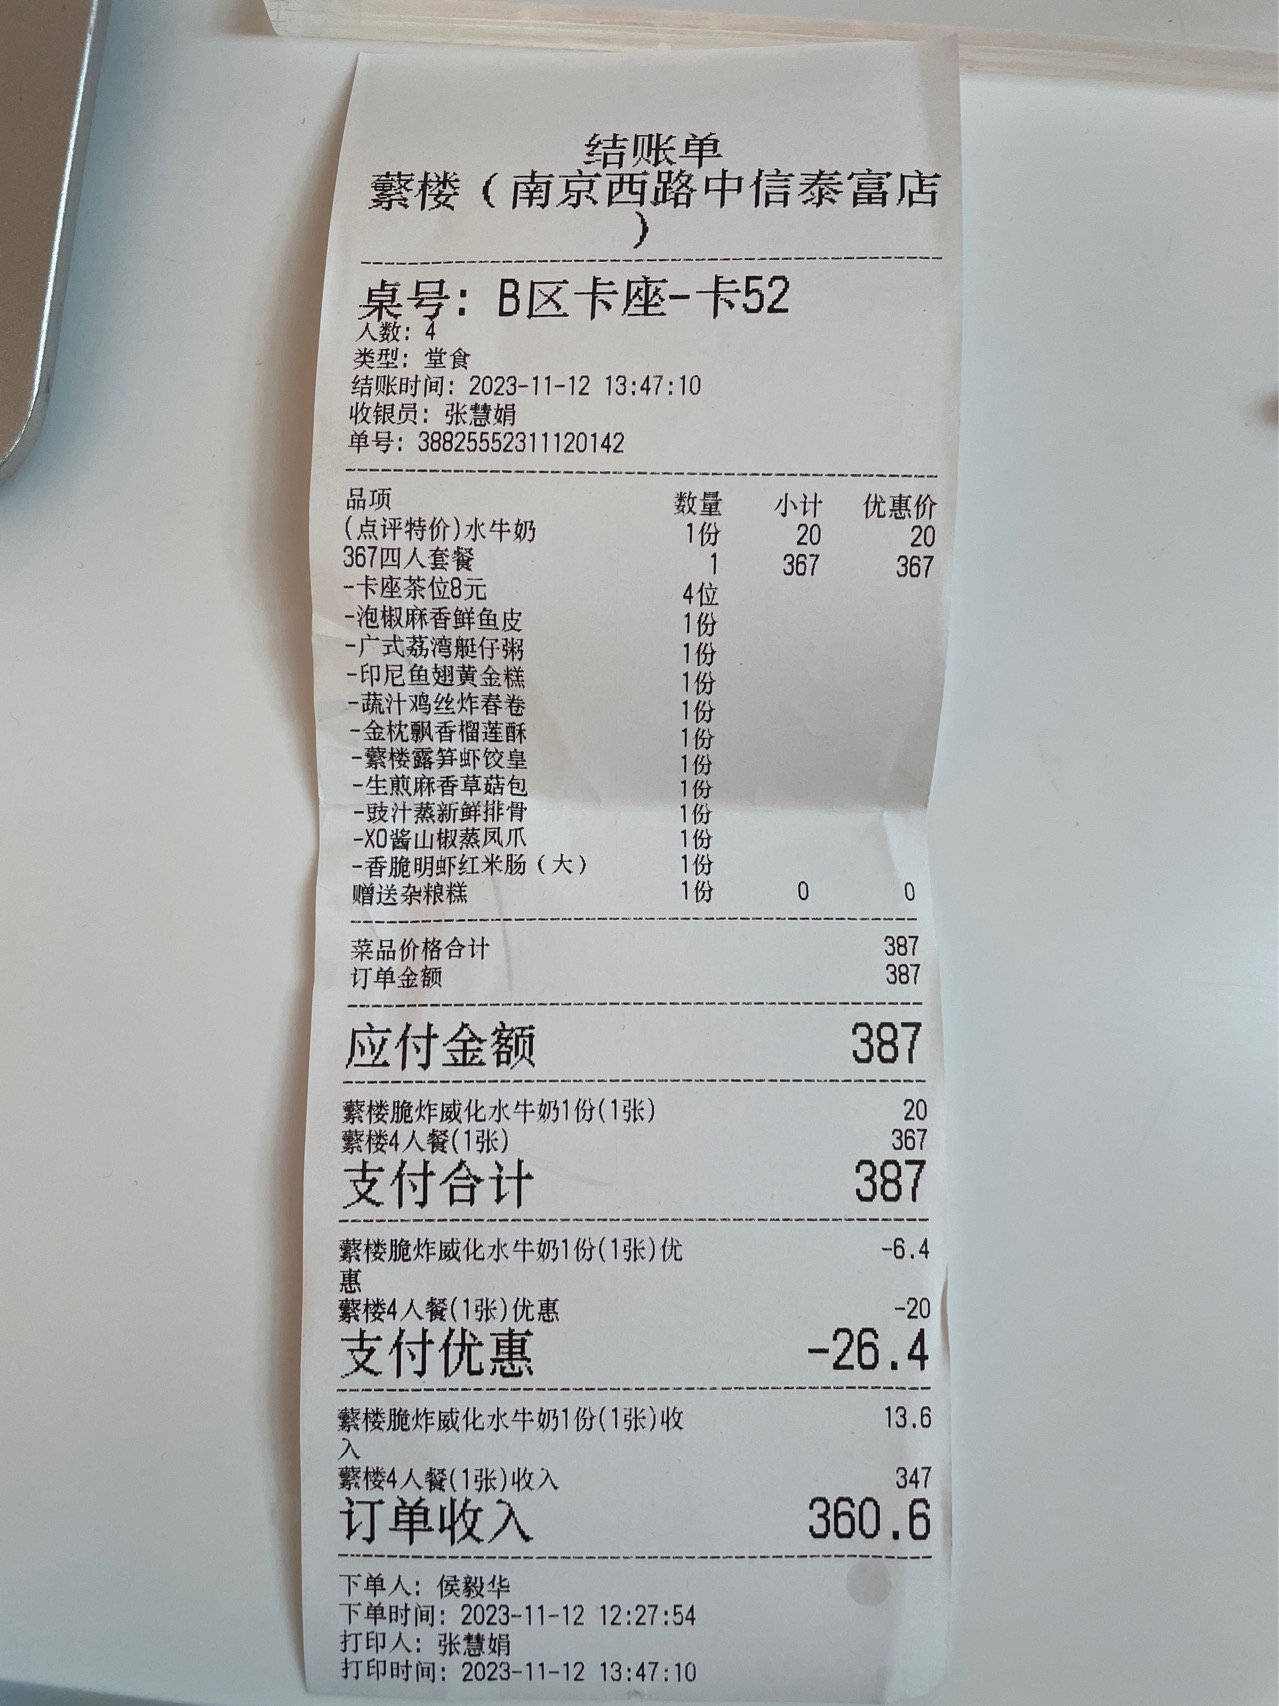 结账单
蘩楼（南京西路中信泰富店
）
桌号: B区卡座-卡52
人数: 4
类型: 堂食
结账时间: 2023-11-12 13:47:10
收银员: 张慧娟
单号: 38825552311120142
品项 数量 小计 优惠价
(点评特价)水牛奶 1份 20 20
367四人套餐 1 367 367
-卡座茶位8元 4位
-泡椒麻香鲜鱼皮 1份
-广式荔湾艇仔粥 1份
-印尼鱼翅黄金糕 1份
-蔬汁鸡丝炸春卷 1份
-金枕飘香榴莲酥 1份
-蘩楼露笋虾饺皇 1份
-生煎麻香草菇包 1份
-豉汁蒸新鲜排骨 1份
-XO酱山椒蒸凤爪 1份
-香脆明虾红米肠（大） 1份
赠送杂粮糕 1份 0 0
菜品价格合计 387
订单金额 387
应付金额 387
蘩楼脆炸威化水牛奶1份(1张) 20
蘩楼4人餐(1张) 367
支付合计 387
蘩楼脆炸威化水牛奶1份(1张)优 -6.4
惠
蘩楼4人餐(1张)优惠 -20
支付优惠 -26.4
蘩楼脆炸威化水牛奶1份(1张)收 13.6
入
蘩楼4人餐(1张)收入 347
订单收入 360.6
下单人: 侯毅华
下单时间: 2023-11-12 12:27:54
打印人: 张慧娟
打印时间: 2023-11-12 13:47:10